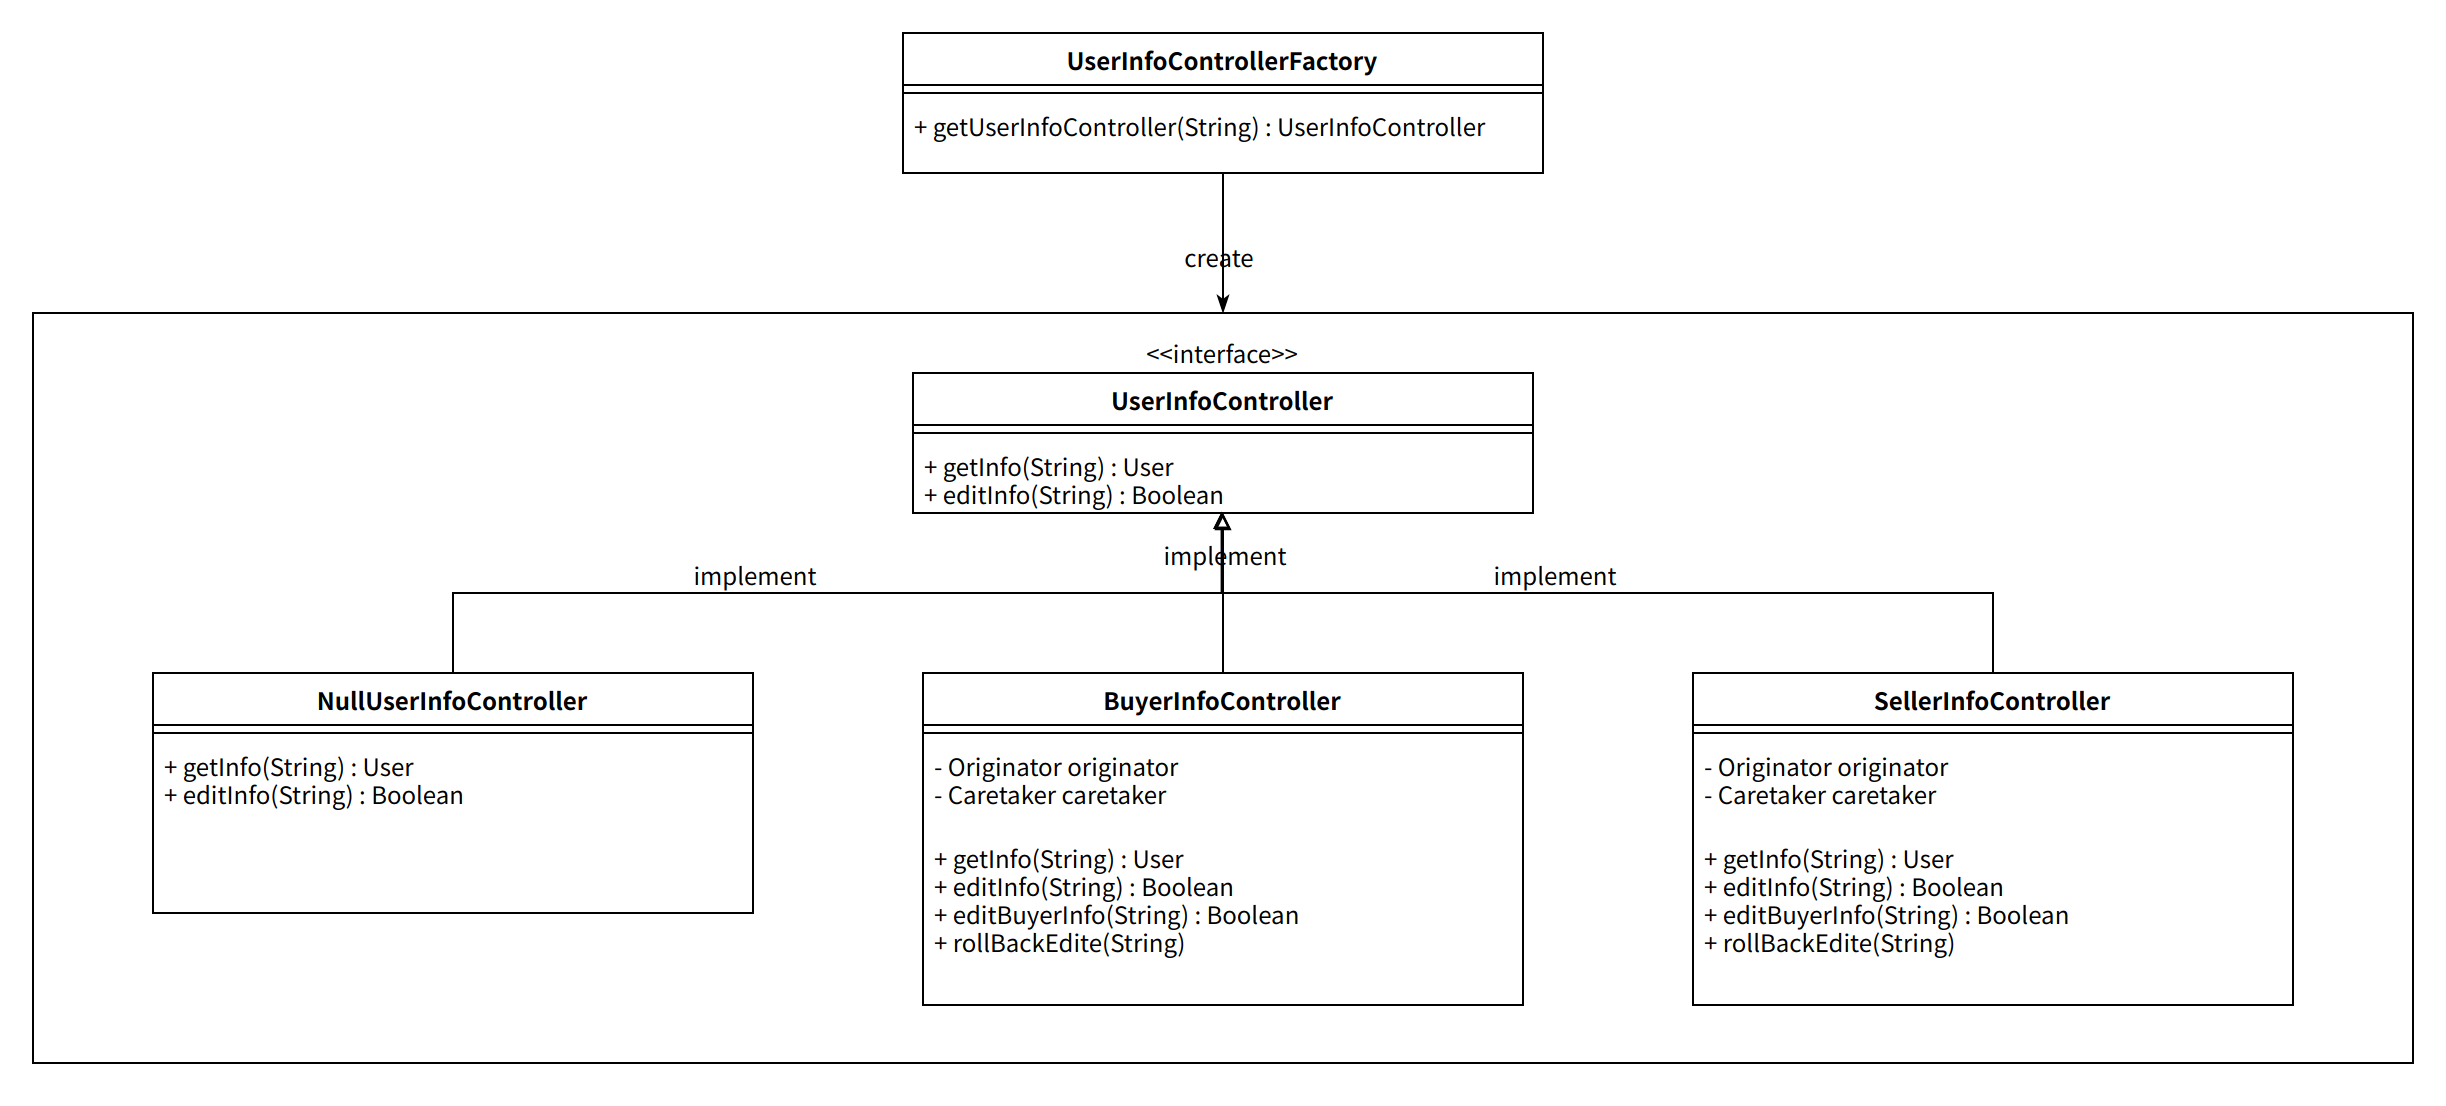 UserInfoControllerFactory
+ getUserInfoController(String) : UserInfoController
create
<<interface>>
UserInfoController
+ getInfo(String) : User
+ editInfo(String) : Boolean
implement
implement
implement
NullUserInfoController
+ getInfo(String) : User
+ editInfo(String) : Boolean
BuyerInfoController
- Originator originator
- Caretaker caretaker
+ getInfo(String) : User
+ editInfo(String) : Boolean
+ editBuyerInfo(String) : Boolean
+ rollBackEdite(String)
SellerInfoController
- Originator originator
- Caretaker caretaker
+ getInfo(String) : User
+ editInfo(String) : Boolean
+ editBuyerInfo(String) : Boolean
+ rollBackEdite(String)